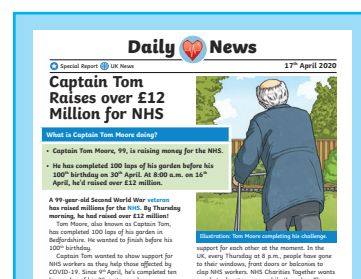 Daily News
Special Report UK News
17th April 2020
Captain Tom
Raises over £12
Million for NHS
What is Captain Tom Moore doing?
• Captain Tom Moore, 99, is raising money for the NHS.
• He has completed 100 laps of his garden before his
100th birthday on 30th April. At 8:00 a.m. on 16th
April, he'd raised over £12 million.
A 99-year-old Second World War veteran
has raised millions for the NHS. By Thursday
morning, he had raised over £12 million!
Tom Moore, also known as Captain Tom,
has completed 100 laps of his garden in
Bedfordshire. He wanted to finish before his
100th birthday.
Captain Tom wanted to show support for
NHS workers as they help those affected by
COVID-19. Since 9th April, he's completed ten
Illustration: Tom Moore completing his challenge.
support for each other at the moment. In the
UK, every Thursday at 8 p.m., people have gone
to their windows, front doors or balconies to
clap NHS workers. NHS Charities Together wants